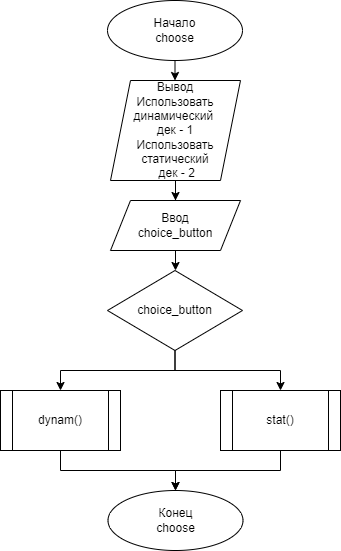 Начало
choose
Вывод
Использовать
динамический
дек - 1
Использовать
статический
дек - 2
Ввод
choice_button
choice_button
dynam()
stat()
Конец
choose